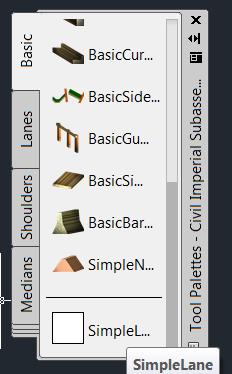 Basic
Lanes
Shoulders
Medians
BasicCur...
BasicSide...
BasicGu...
BasicSi...
BasicBar...
SimpleN...
SimpleL...
Tool Palettes - Civil Imperial Subasse...
SimpleLane